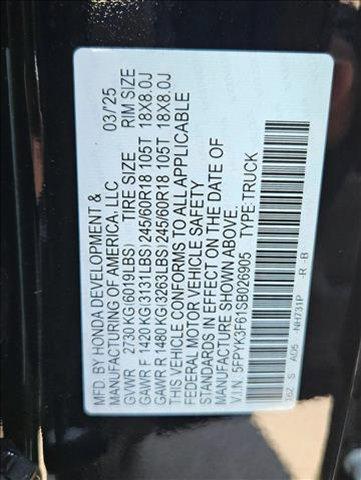 MFD. BY HONDA DEVELOPMENT &
MANUFACTURING OF AMERICA, LLC 03/'25
GVWR 2730 KG(6019LBS) TIRE SIZE RIM SIZE
GAWR F 1420 KG(3131LBS) 245/60R18 105T 18X8.0J
GAWR R 1480 KG(3263LBS) 245/60R18 105T 18X8.0J
THIS VEHICLE CONFORMS TO ALL APPLICABLE
FEDERAL MOTOR VEHICLE SAFETY
STANDARDS IN EFFECT ON THE DATE OF
MANUFACTURE SHOWN ABOVE.
V.I.N: 5FPYK3F61SB026905 TYPE:TRUCK
S A05 -NH731P -R -B